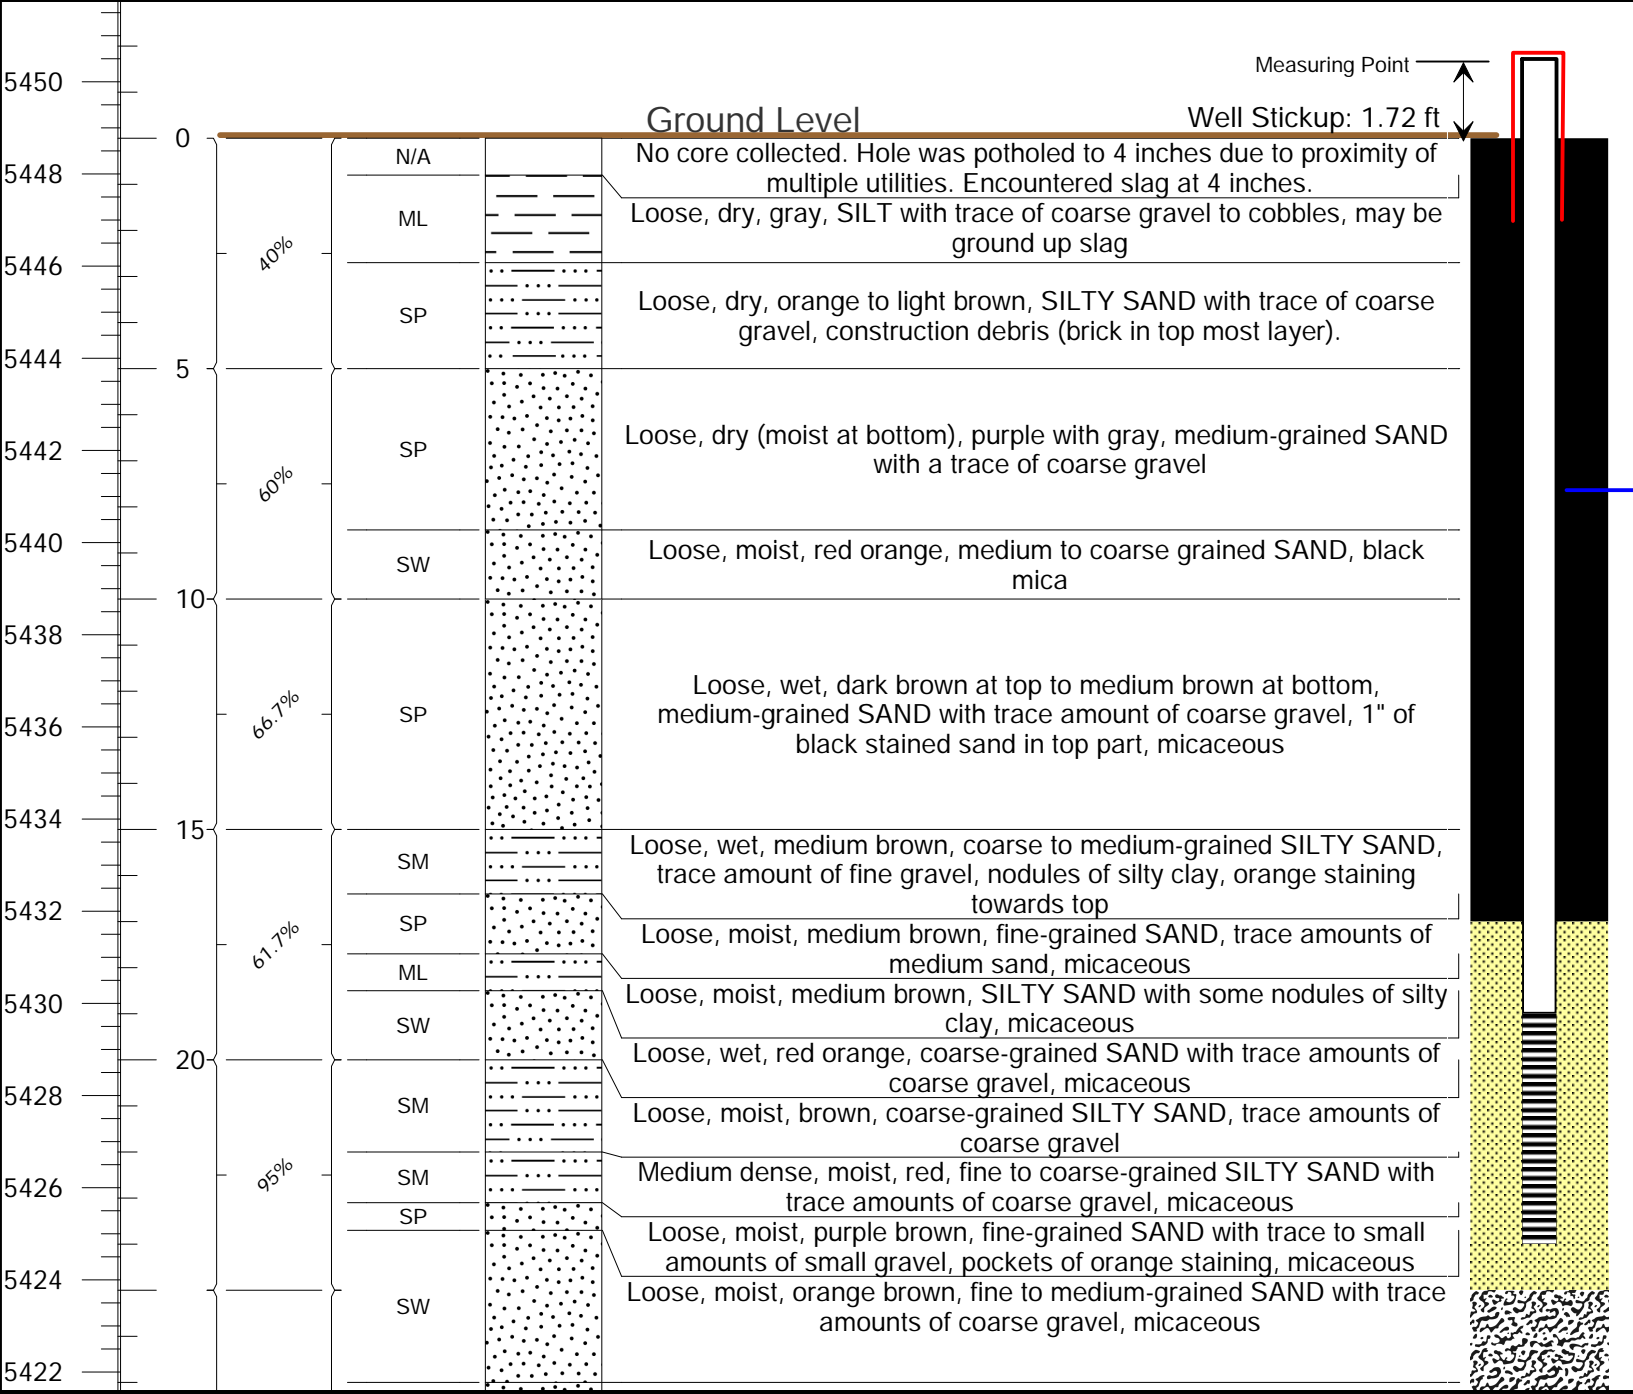 Measuring Point
5450
Ground Level
Well Stickup: 1.72 ft
0
N/A
No core collected. Hole was potholed to 4 inches due to proximity of
multiple utilities. Encountered slag at 4 inches.
5448
ML
Loose, dry, gray, SILT with trace of coarse gravel to cobbles, may be
ground up slag
40%
5446
SP
Loose, dry, orange to light brown, SILTY SAND with trace of coarse
gravel, construction debris (brick in top most layer).
5444
5
5442
SP
Loose, dry (moist at bottom), purple with gray, medium-grained SAND
with a trace of coarse gravel
60%
5440
SW
Loose, moist, red orange, medium to coarse grained SAND, black
mica
10
5438
66.7%
SP
Loose, wet, dark brown at top to medium brown at bottom,
medium-grained SAND with trace amount of coarse gravel, 1" of
black stained sand in top part, micaceous
5436
5434
15
SM
Loose, wet, medium brown, coarse to medium-grained SILTY SAND,
trace amount of fine gravel, nodules of silty clay, orange staining
towards top
5432
SP
Loose, moist, medium brown, fine-grained SAND, trace amounts of
medium sand, micaceous
61.7%
ML
Loose, moist, medium brown, SILTY SAND with some nodules of silty
clay, micaceous
5430
SW
Loose, wet, red orange, coarse-grained SAND with trace amounts of
coarse gravel, micaceous
20
5428
SM
Loose, moist, brown, coarse-grained SILTY SAND, trace amounts of
coarse gravel
95%
5426
SM
Medium dense, moist, red, fine to coarse-grained SILTY SAND with
trace amounts of coarse gravel, micaceous
SP
Loose, moist, purple brown, fine-grained SAND with trace to small
amounts of small gravel, pockets of orange staining, micaceous
5424
SW
Loose, moist, orange brown, fine to medium-grained SAND with trace
amounts of coarse gravel, micaceous
5422